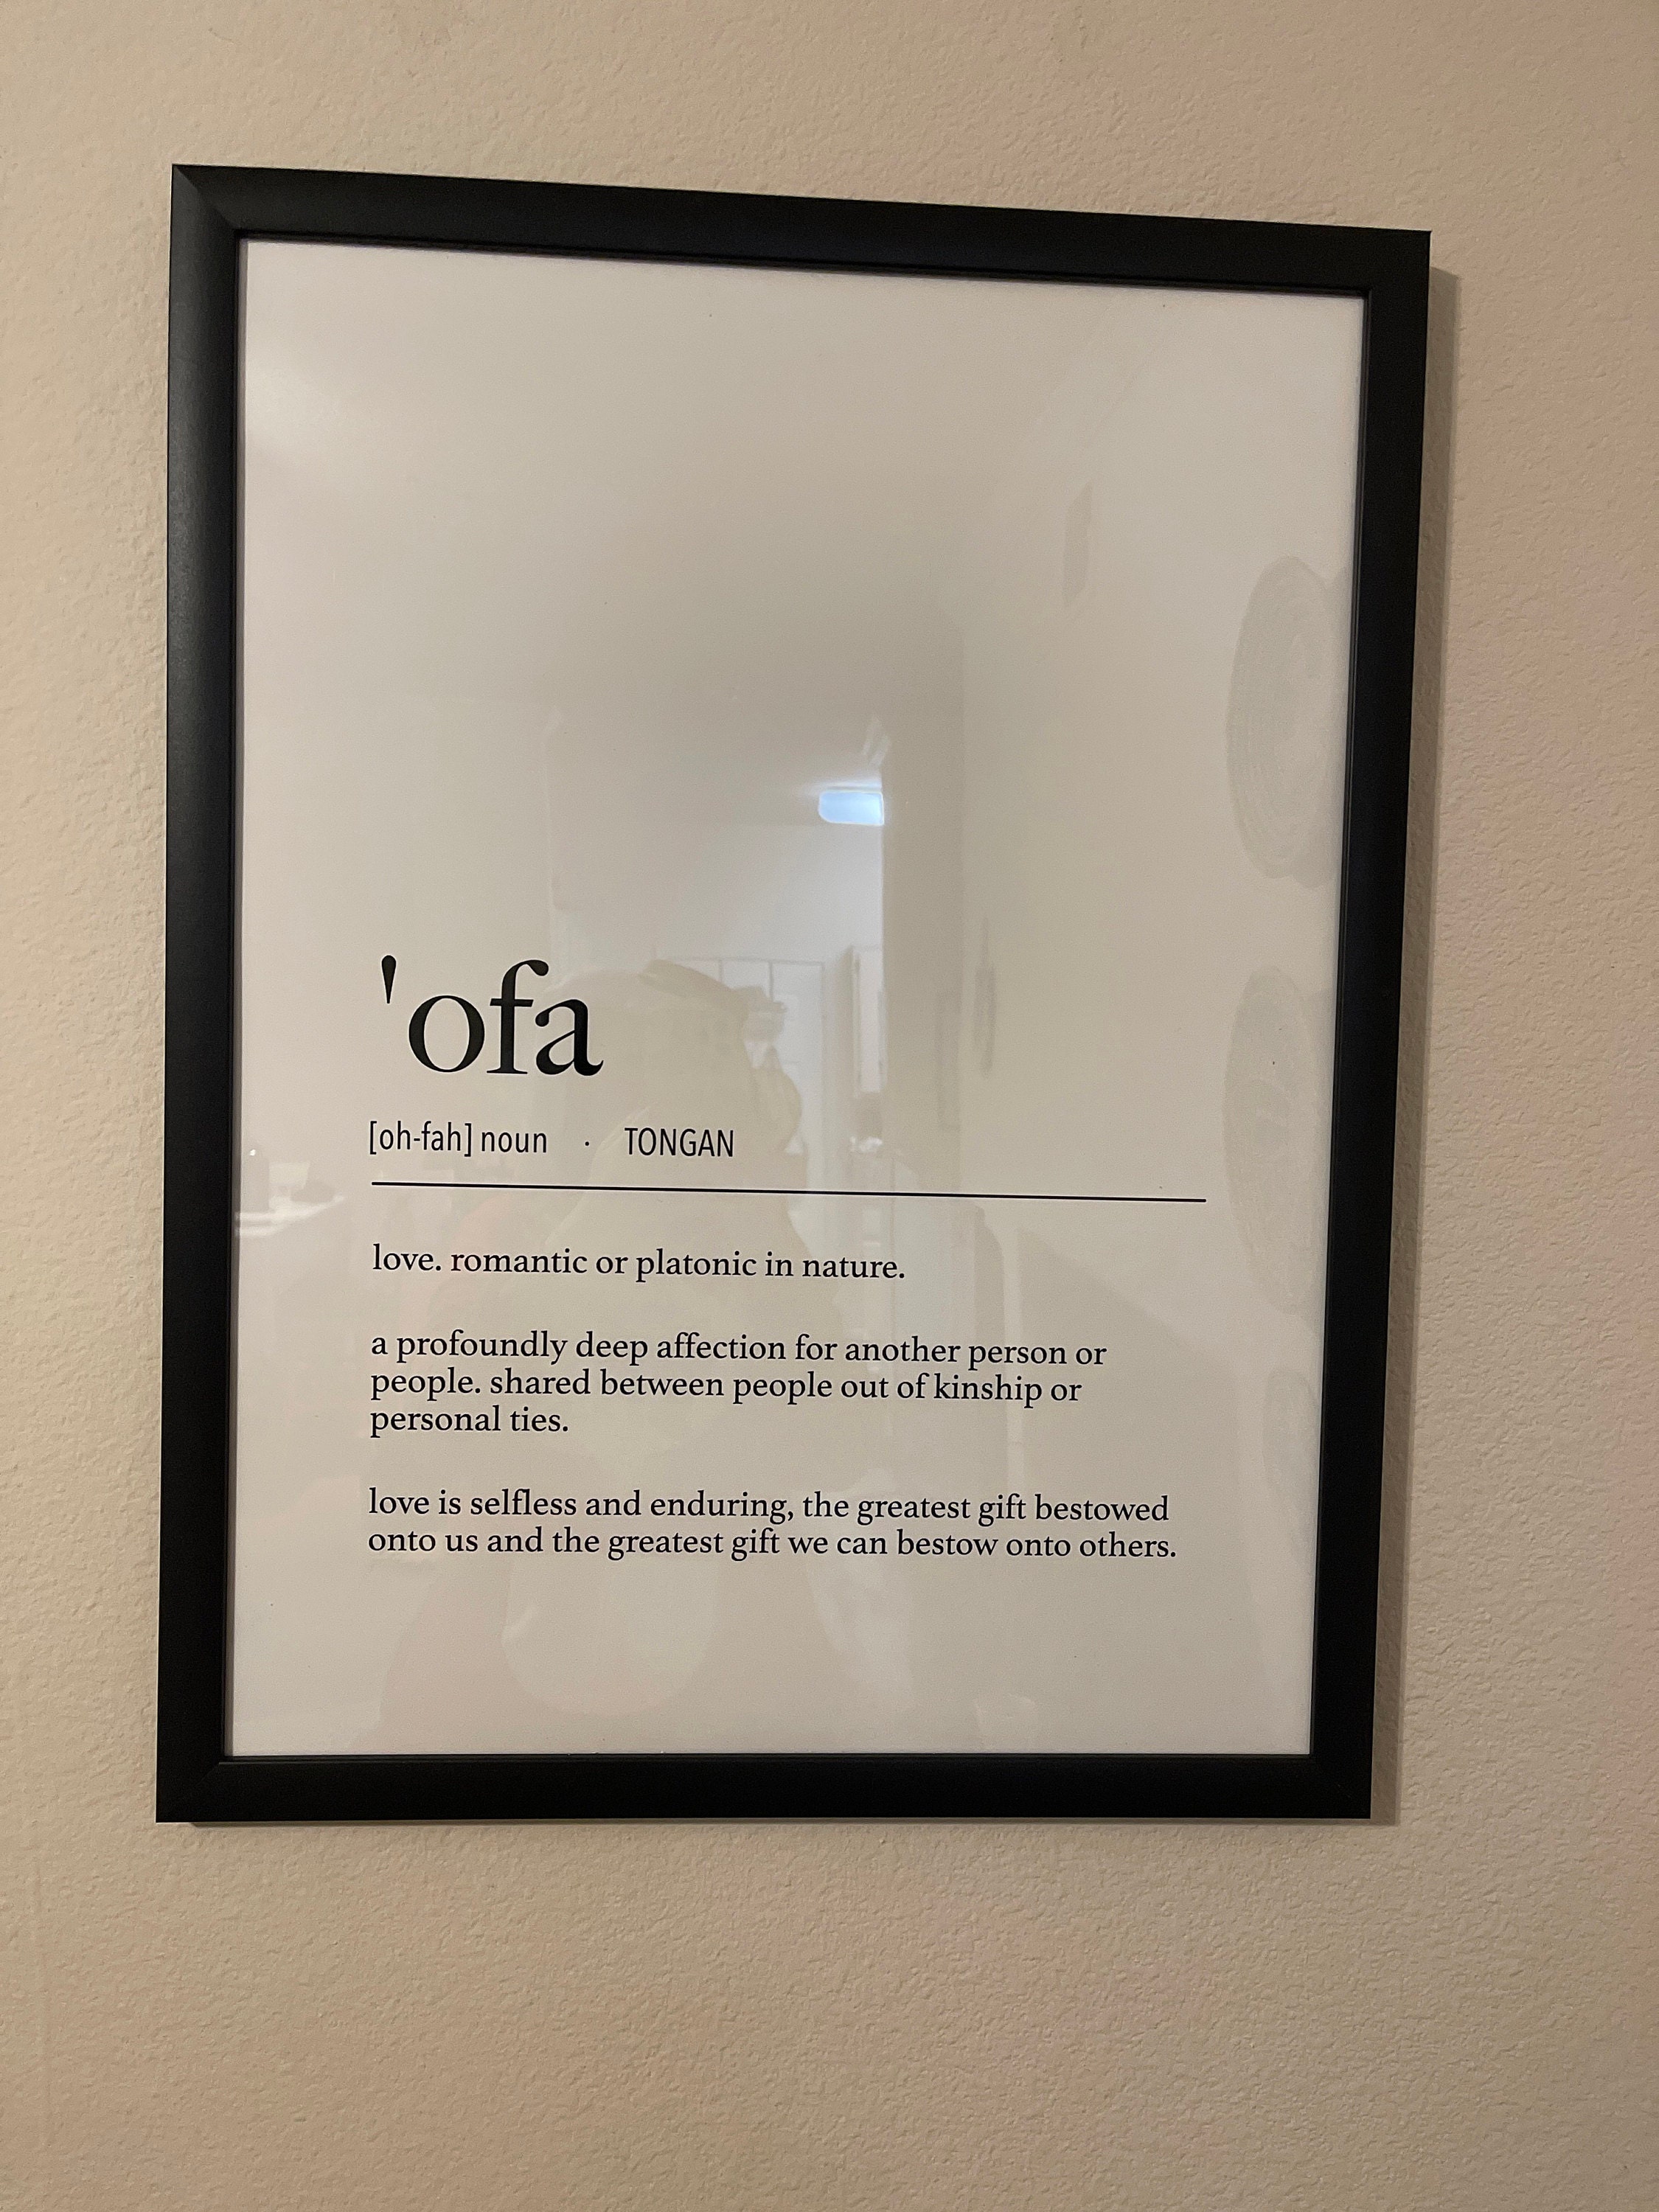 'ofa
[oh-fah] noun · TONGAN
love. romantic or platonic in nature.
a profoundly deep affection for another person or
people. shared between people out of kinship or
personal ties.
love is selfless and enduring, the greatest gift bestowed
onto us and the greatest gift we can bestow onto others.